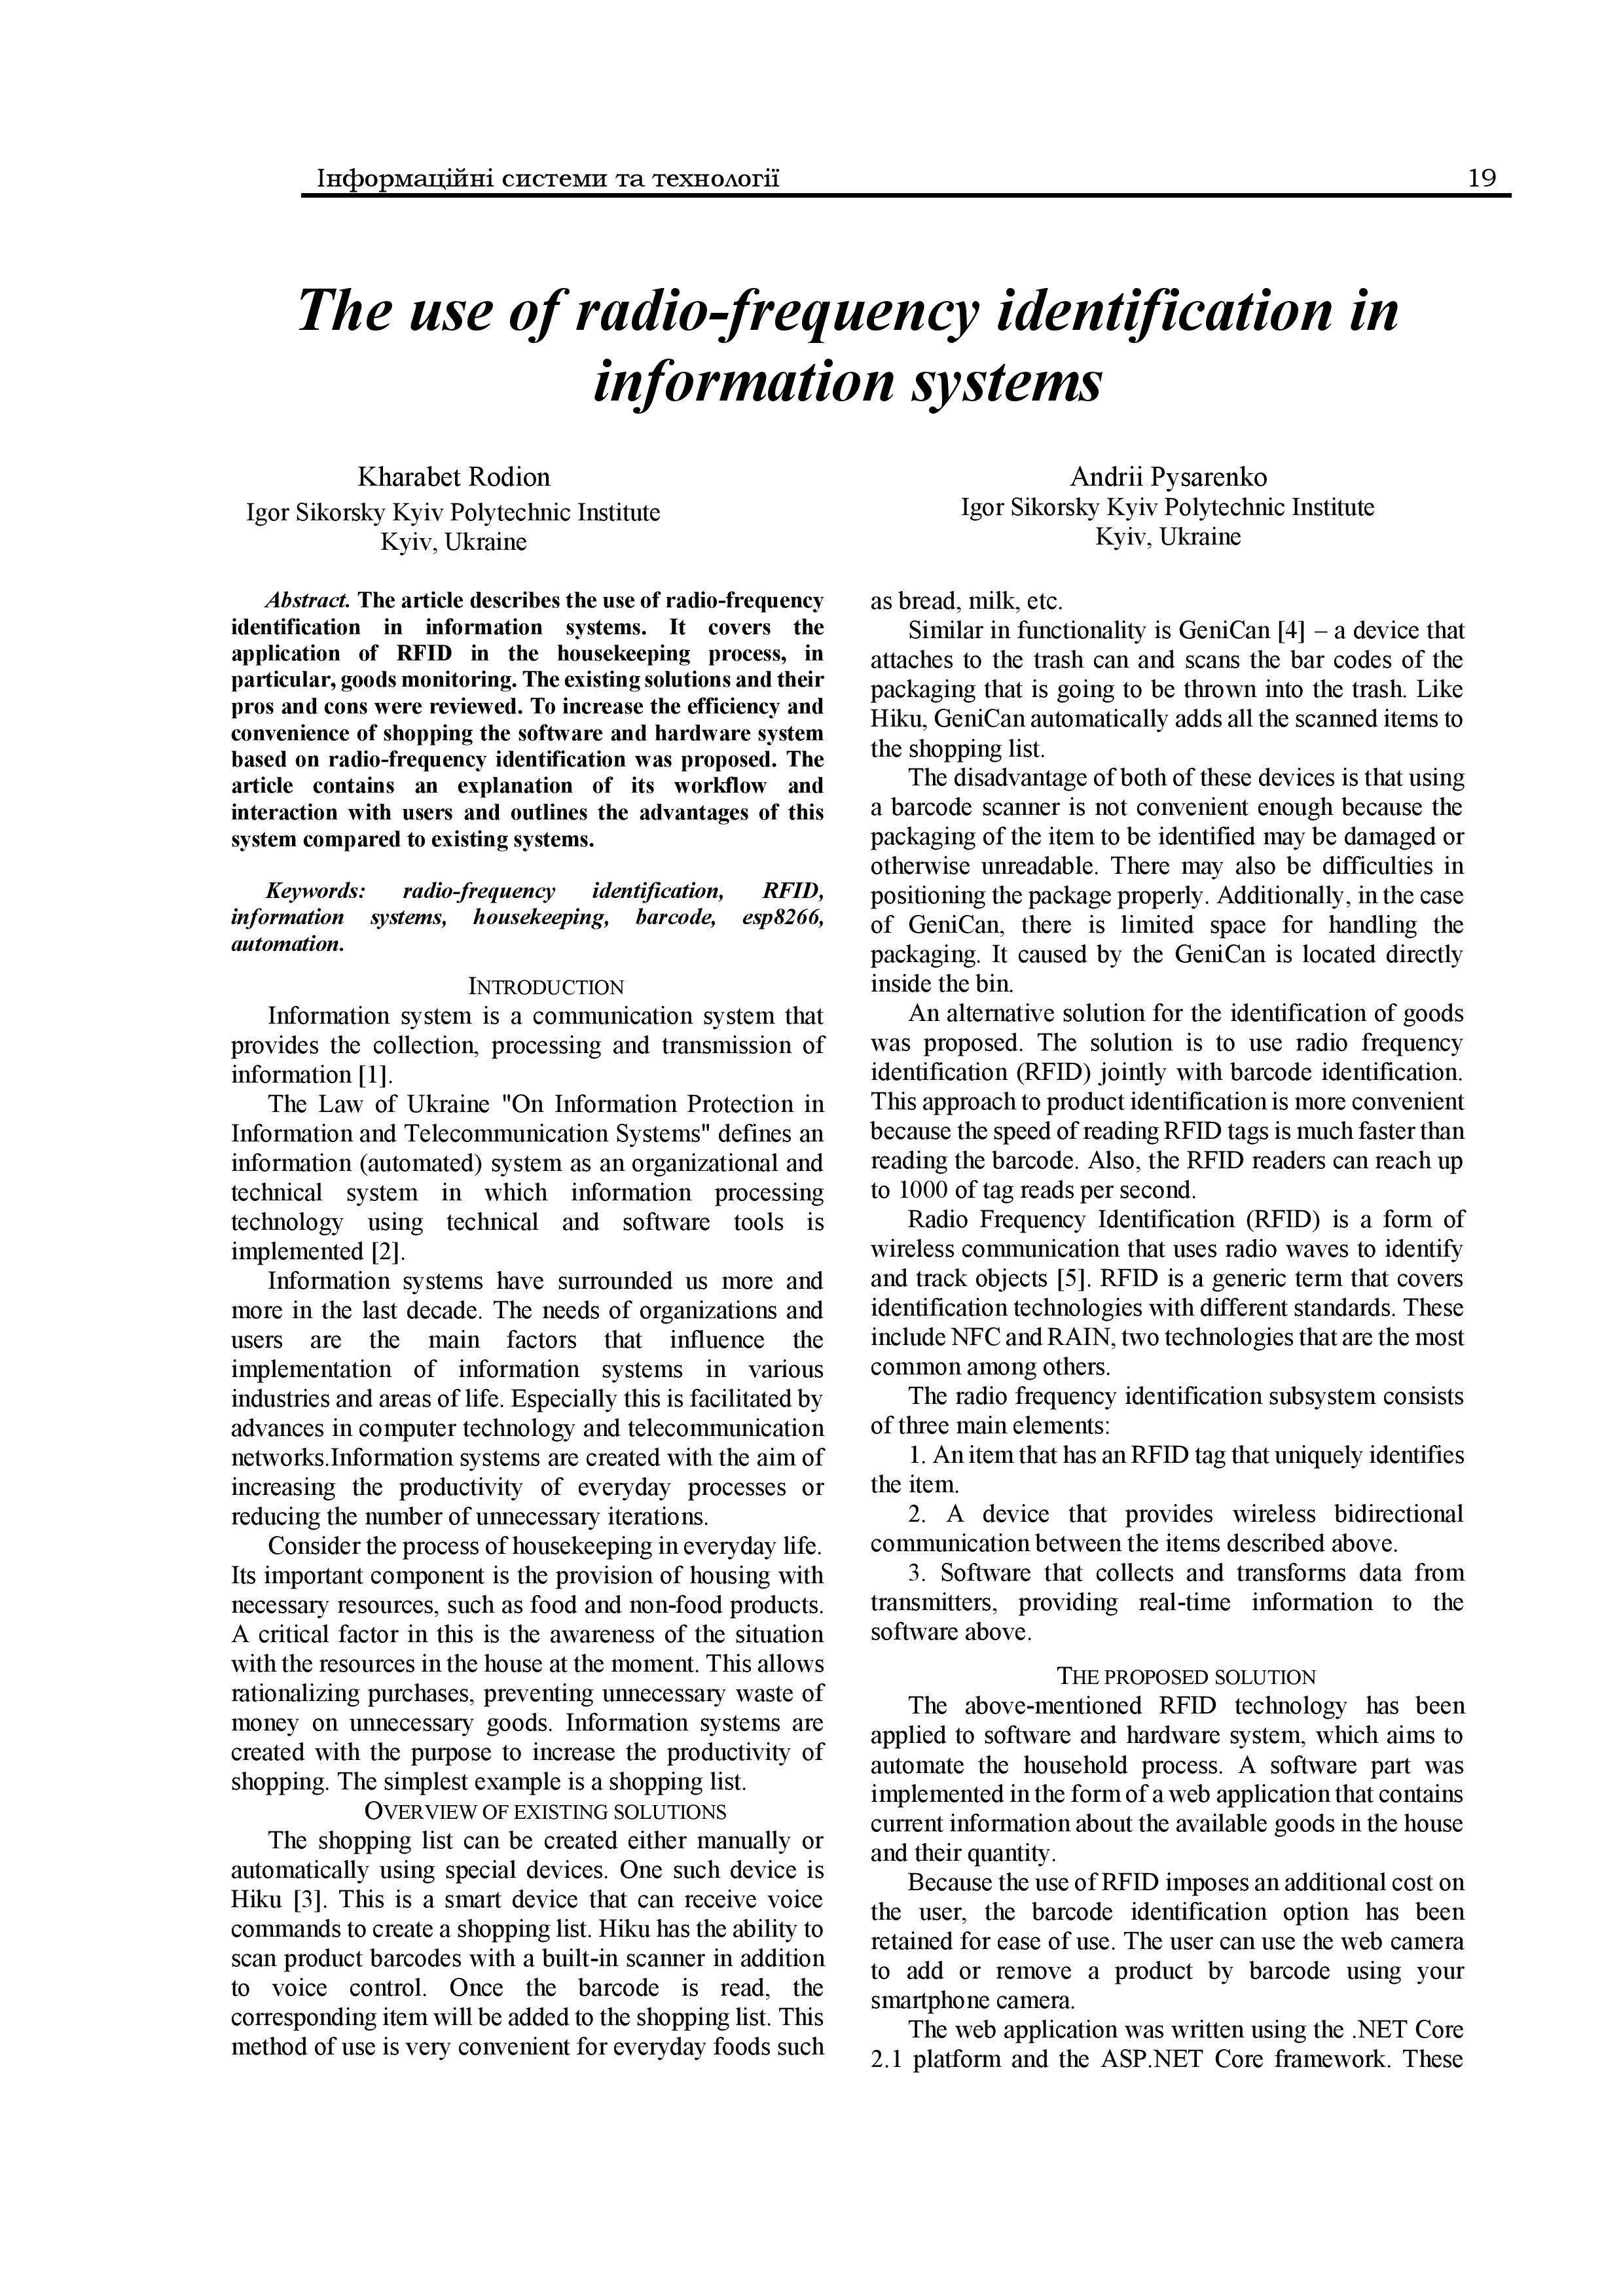 Інформаційні системи та технології 19
The use of radio-frequency identification in
information systems
Kharabet Rodion
Igor Sikorsky Kyiv Polytechnic Institute
Kyiv, Ukraine
Andrii Pysarenko
Igor Sikorsky Kyiv Polytechnic Institute
Kyiv, Ukraine
Abstract. The article describes the use of radio-frequency
identification in information systems. It covers the
application of RFID in the housekeeping process, in
particular, goods monitoring. The existing solutions and their
pros and cons were reviewed. To increase the efficiency and
convenience of shopping the software and hardware system
based on radio-frequency identification was proposed. The
article contains an explanation of its workflow and
interaction with users and outlines the advantages of this
system compared to existing systems.
Keywords: radio-frequency identification, RFID,
information systems, housekeeping, barcode, esp8266,
automation.
INTRODUCTION
Information system is a communication system that
provides the collection, processing and transmission of
information [1].
The Law of Ukraine "On Information Protection in
Information and Telecommunication Systems" defines an
information (automated) system as an organizational and
technical system in which information processing
technology using technical and software tools is
implemented [2].
Information systems have surrounded us more and
more in the last decade. The needs of organizations and
users are the main factors that influence the
implementation of information systems in various
industries and areas of life. Especially this is facilitated by
advances in computer technology and telecommunication
networks.Information systems are created with the aim of
increasing the productivity of everyday processes or
reducing the number of unnecessary iterations.
Consider the process of housekeeping in everyday life.
Its important component is the provision of housing with
necessary resources, such as food and non-food products.
A critical factor in this is the awareness of the situation
with the resources in the house at the moment. This allows
rationalizing purchases, preventing unnecessary waste of
money on unnecessary goods. Information systems are
created with the purpose to increase the productivity of
shopping. The simplest example is a shopping list.
OVERVIEW OF EXISTING SOLUTIONS
The shopping list can be created either manually or
automatically using special devices. One such device is
Hiku [3]. This is a smart device that can receive voice
commands to create a shopping list. Hiku has the ability to
scan product barcodes with a built-in scanner in addition
to voice control. Once the barcode is read, the
corresponding item will be added to the shopping list. This
method of use is very convenient for everyday foods such
as bread, milk, etc.
Similar in functionality is GeniCan [4] – a device that
attaches to the trash can and scans the bar codes of the
packaging that is going to be thrown into the trash. Like
Hiku, GeniCan automatically adds all the scanned items to
the shopping list.
The disadvantage of both of these devices is that using
a barcode scanner is not convenient enough because the
packaging of the item to be identified may be damaged or
otherwise unreadable. There may also be difficulties in
positioning the package properly. Additionally, in the case
of GeniCan, there is limited space for handling the
packaging. It caused by the GeniCan is located directly
inside the bin.
An alternative solution for the identification of goods
was proposed. The solution is to use radio frequency
identification (RFID) jointly with barcode identification.
This approach to product identification is more convenient
because the speed of reading RFID tags is much faster than
reading the barcode. Also, the RFID readers can reach up
to 1000 of tag reads per second.
Radio Frequency Identification (RFID) is a form of
wireless communication that uses radio waves to identify
and track objects [5]. RFID is a generic term that covers
identification technologies with different standards. These
include NFC and RAIN, two technologies that are the most
common among others.
The radio frequency identification subsystem consists
of three main elements:
1. An item that has an RFID tag that uniquely identifies
the item.
2. A device that provides wireless bidirectional
communication between the items described above.
3. Software that collects and transforms data from
transmitters, providing real-time information to the
software above.
THE PROPOSED SOLUTION
The above-mentioned RFID technology has been
applied to software and hardware system, which aims to
automate the household process. A software part was
implemented in the form of a web application that contains
current information about the available goods in the house
and their quantity.
Because the use of RFID imposes an additional cost on
the user, the barcode identification option has been
retained for ease of use. The user can use the web camera
to add or remove a product by barcode using your
smartphone camera.
The web application was written using the .NET Core
2.1 platform and the ASP.NET Core framework. These